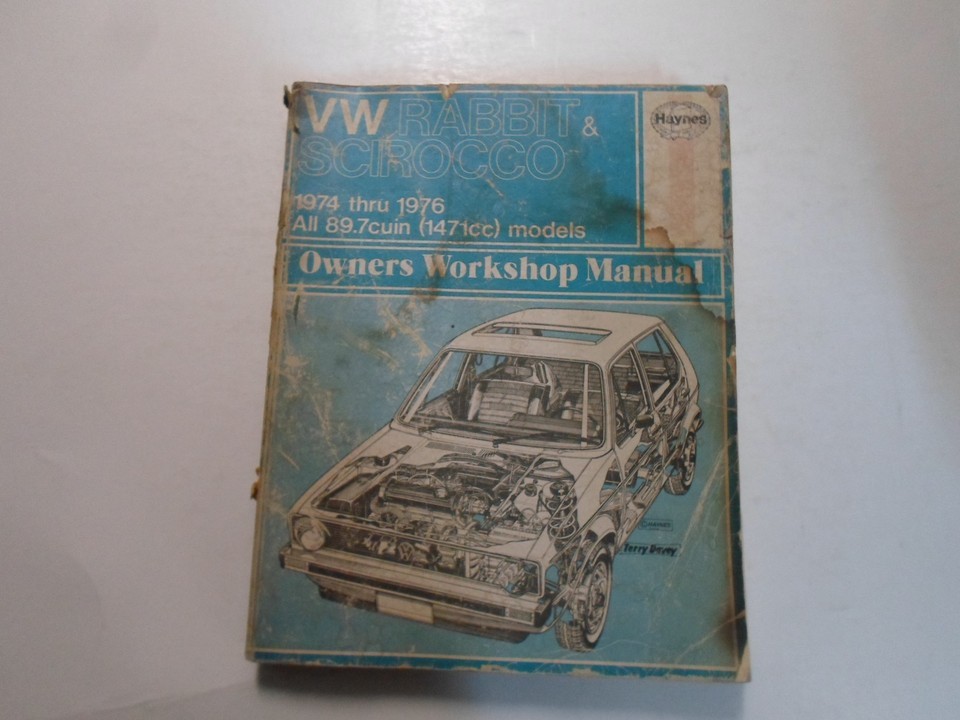 VW RABBIT &
SCIROCCO
Haynes
1974 thru 1976
All 89.7cuin (1471cc) models
Owners Workshop Manual
Terry Davey